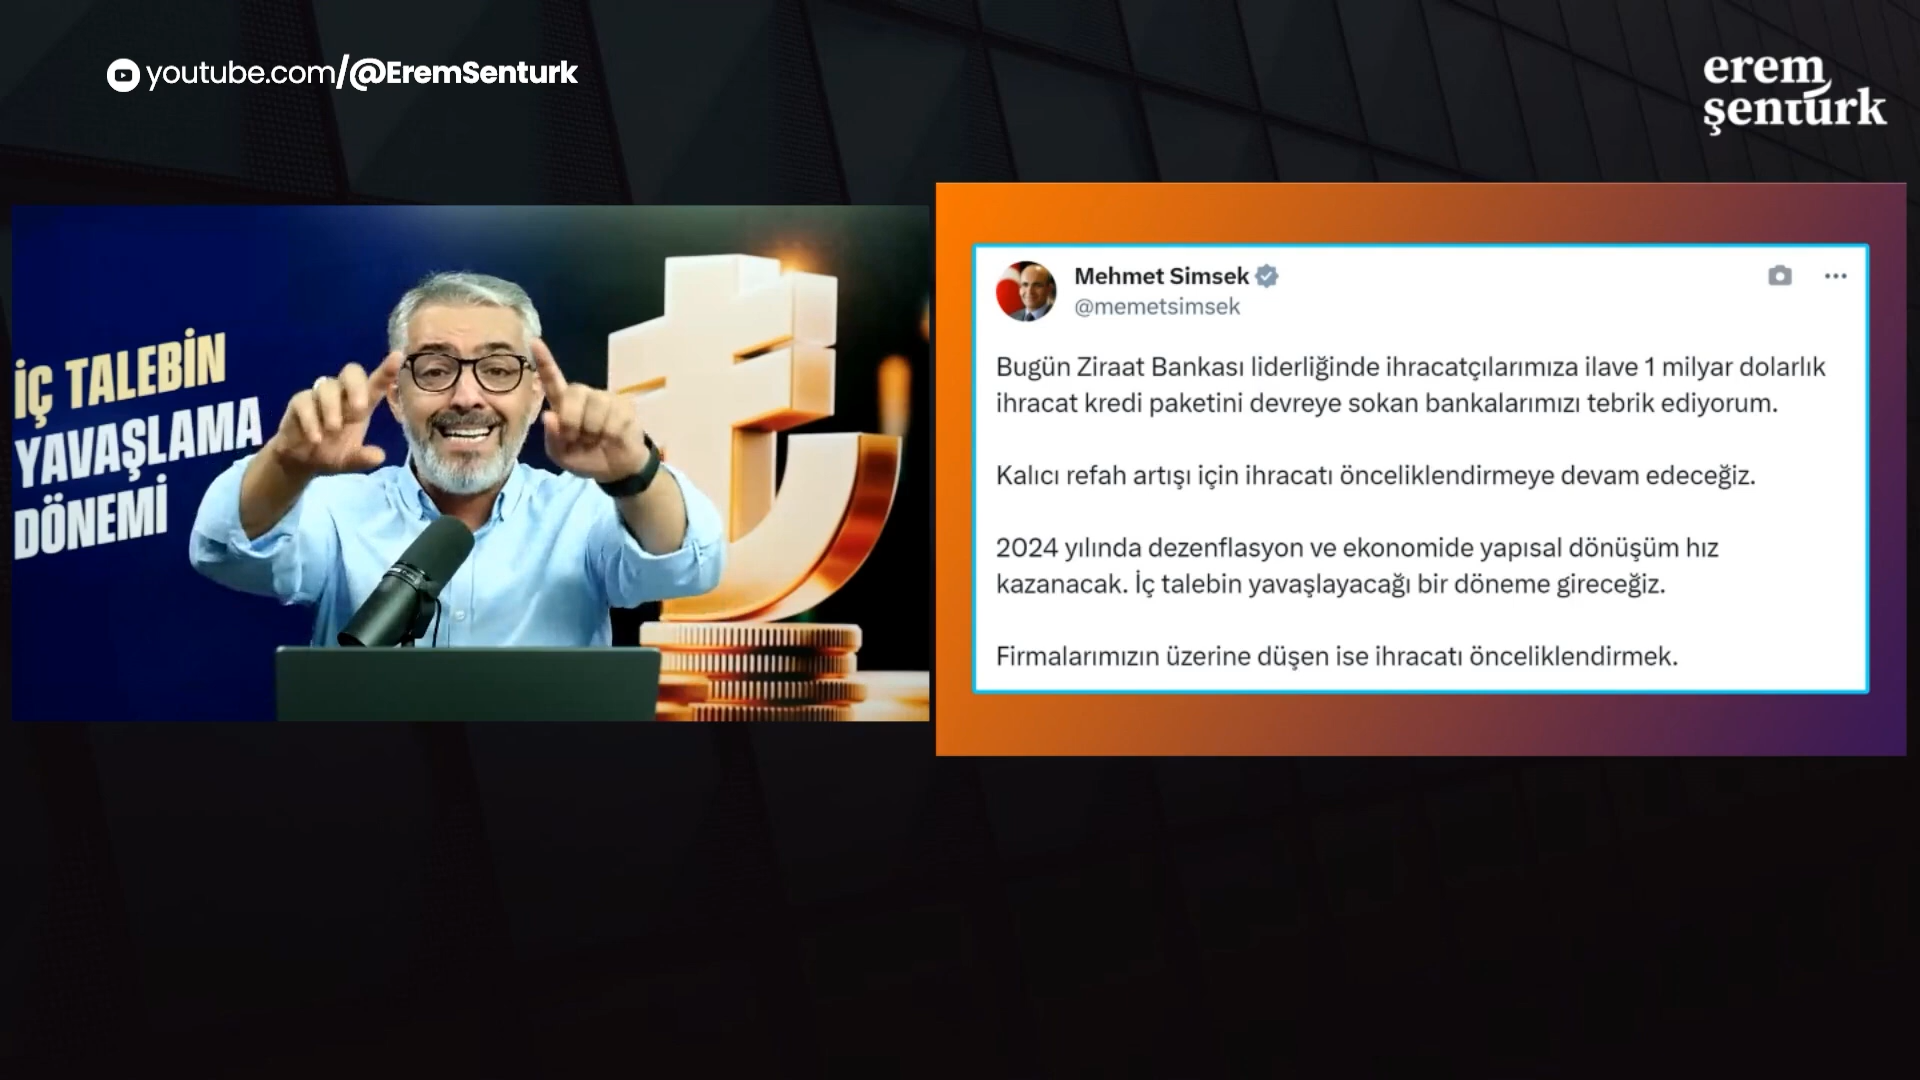 youtube.com/@EremSenturk
erem
şentürk
İÇ TALEBİN
YAVAŞLAMA
DÖNEMİ
Mehmet Simsek
@memetsimsek
Bugün Ziraat Bankası liderliğinde ihracatçılarımıza ilave 1 milyar dolarlık
ihracat kredi paketini devreye sokan bankalarımızı tebrik ediyorum.
Kalıcı refah artışı için ihracatı önceliklendirmeye devam edeceğiz.
2024 yılında dezenflasyon ve ekonomide yapısal dönüşüm hız
kazanacak. İç talebin yavaşlayacağı bir döneme gireceğiz.
Firmalarımızın üzerine düşen ise ihracatı önceliklendirmek.